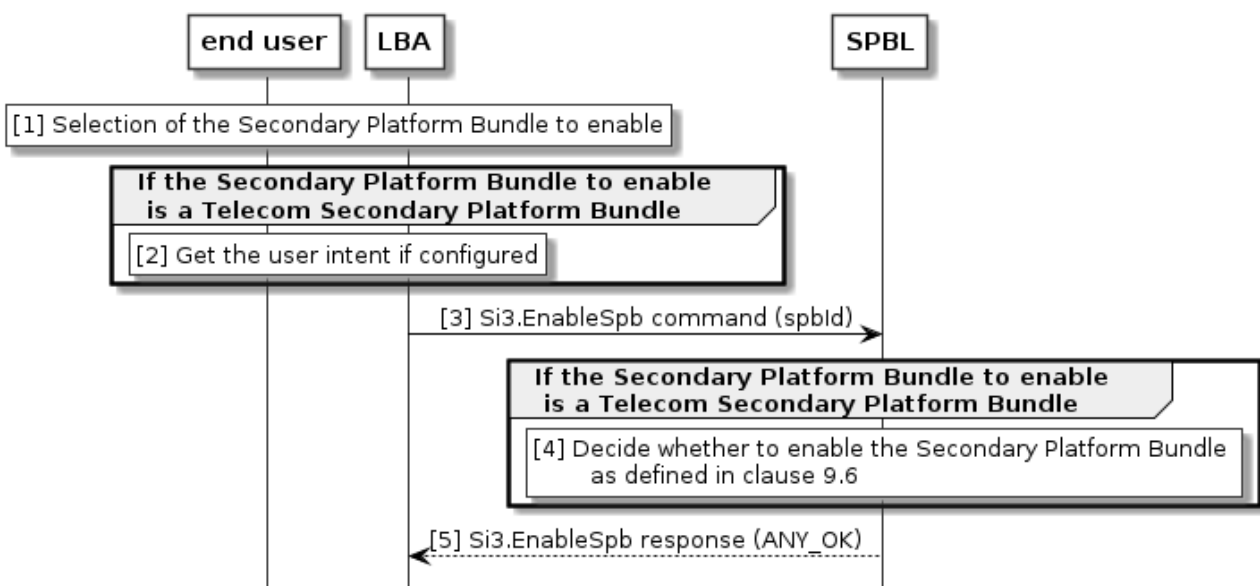 end user LBA SPBL
[1] Selection of the Secondary Platform Bundle to enable
If the Secondary Platform Bundle to enable
is a Telecom Secondary Platform Bundle
[2] Get the user intent if configured
[3] Si3.EnableSpb command (spbId)
If the Secondary Platform Bundle to enable
is a Telecom Secondary Platform Bundle
[4] Decide whether to enable the Secondary Platform Bundle
as defined in clause 9.6
[5] Si3.EnableSpb response (ANY_OK)